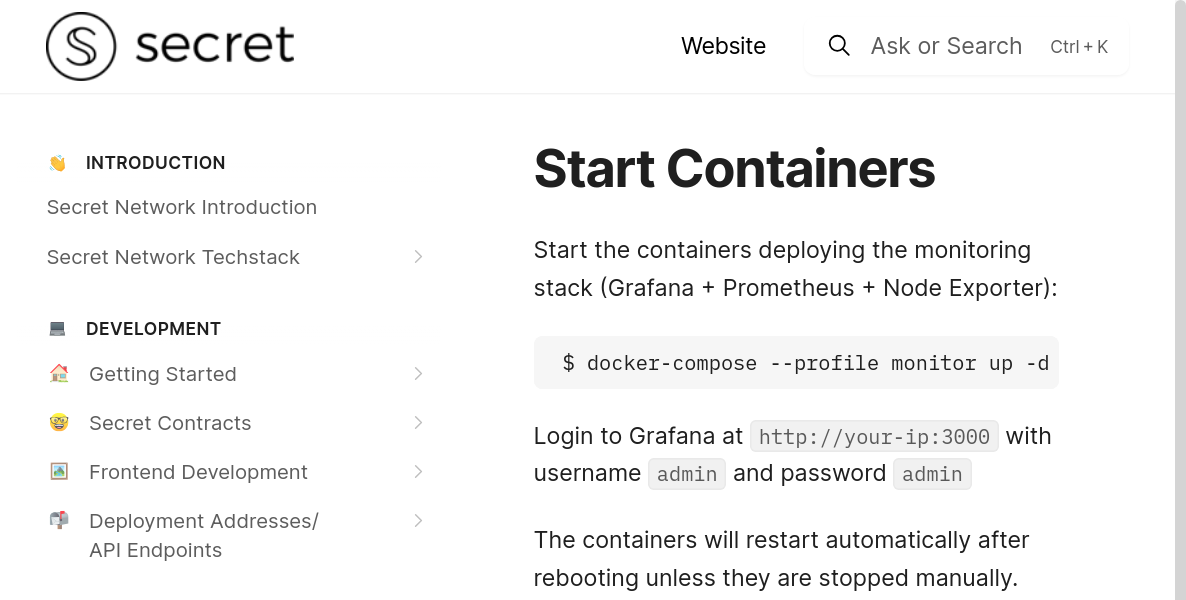 secret
Website
Ask or Search
Ctrl + K
INTRODUCTION
Secret Network Introduction
Secret Network Techstack
DEVELOPMENT
Getting Started
Secret Contracts
Frontend Development
Deployment Addresses/
API Endpoints
Start Containers
Start the containers deploying the monitoring
stack (Grafana + Prometheus + Node Exporter):
$ docker-compose --profile monitor up -d
Login to Grafana at http://your-ip:3000 with
username admin and password admin
The containers will restart automatically after
rebooting unless they are stopped manually.